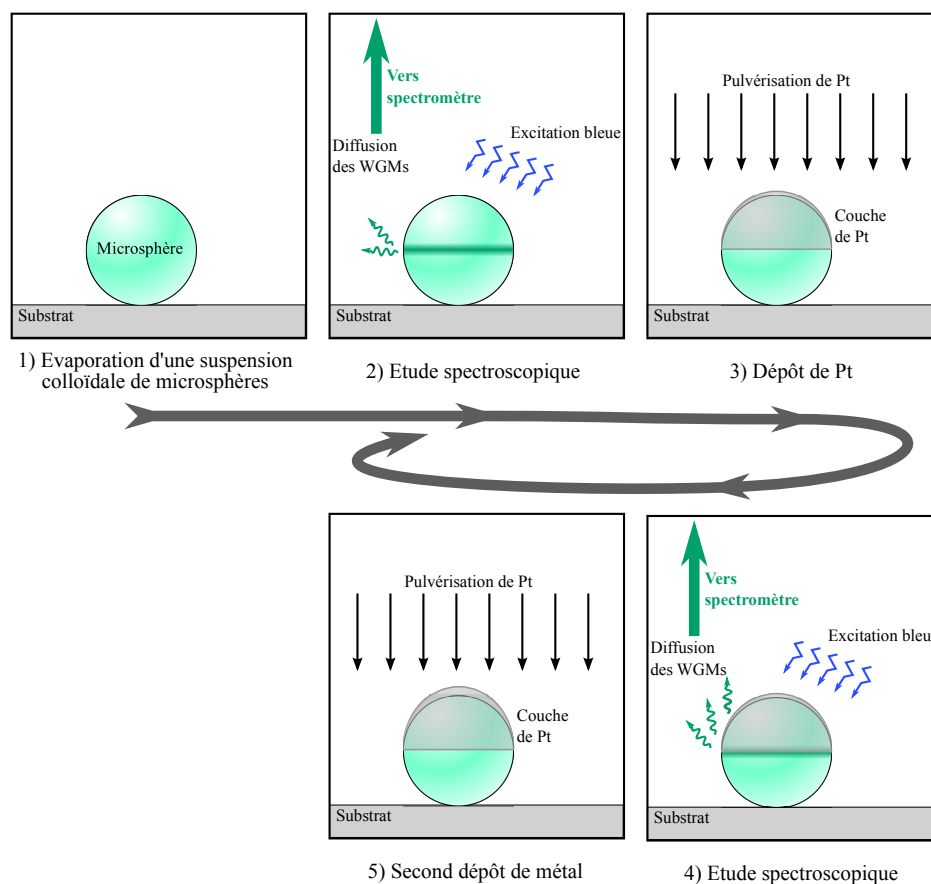 Microsphère
Substrat
1) Evaporation d'une suspension
colloïdale de microsphères
Vers
spectromètre
Diffusion
des WGMs
Excitation bleue
Substrat
2) Etude spectroscopique
Pulvérisation de Pt
Couche
de Pt
Substrat
3) Dépôt de Pt
Pulvérisation de Pt
Couche
de Pt
Substrat
5) Second dépôt de métal
Vers
spectromètre
Diffusion
des WGMs
Excitation bleu
Substrat
4) Etude spectroscopique